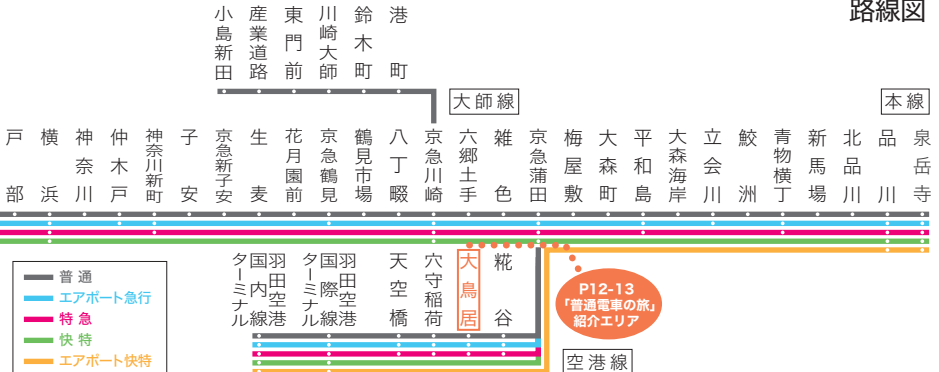 路線図
小島新田
産業道路
東門前
川崎大師
鈴木町
港町
大師線
本線
戸部
横浜
神奈川
仲木戸
神奈川新町
子安
京急新子安
生麦
花月園前
京急鶴見
鶴見市場
八丁畷
京急川崎
六郷土手
雑色
京急蒲田
梅屋敷
大森町
平和島
大森海岸
立会川
鮫洲
青物横丁
新馬場
北品川
品川
泉岳寺
羽田空港
国内線
ターミナル
羽田空港
国際線
ターミナル
天空橋
穴守稲荷
大鳥居
糀谷
P12-13
「普通電車の旅」
紹介エリア
空港線
普通
エアポート急行
特急
快特
エアポート快特